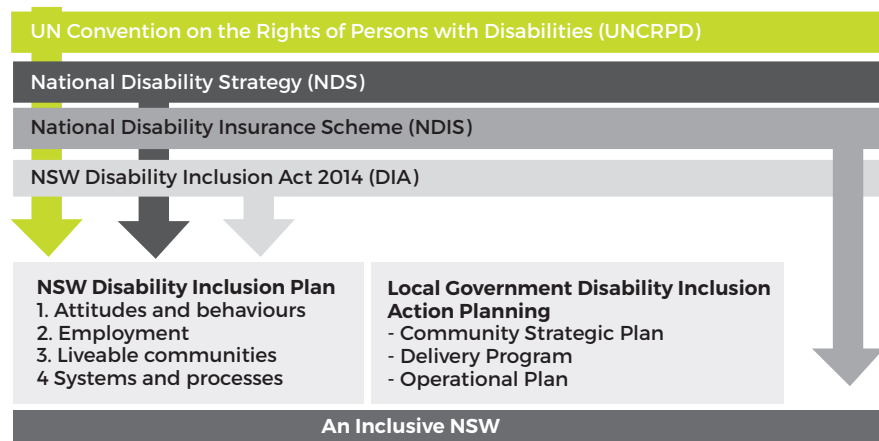 UN Convention on the Rights of Persons with Disabilities (UNCRPD)
National Disability Strategy (NDS)
National Disability Insurance Scheme (NDIS)
NSW Disability Inclusion Act 2014 (DIA)
NSW Disability Inclusion Plan
1. Attitudes and behaviours
2. Employment
3. Liveable communities
4 Systems and processes
Local Government Disability Inclusion
Action Planning
- Community Strategic Plan
- Delivery Program
- Operational Plan
An Inclusive NSW